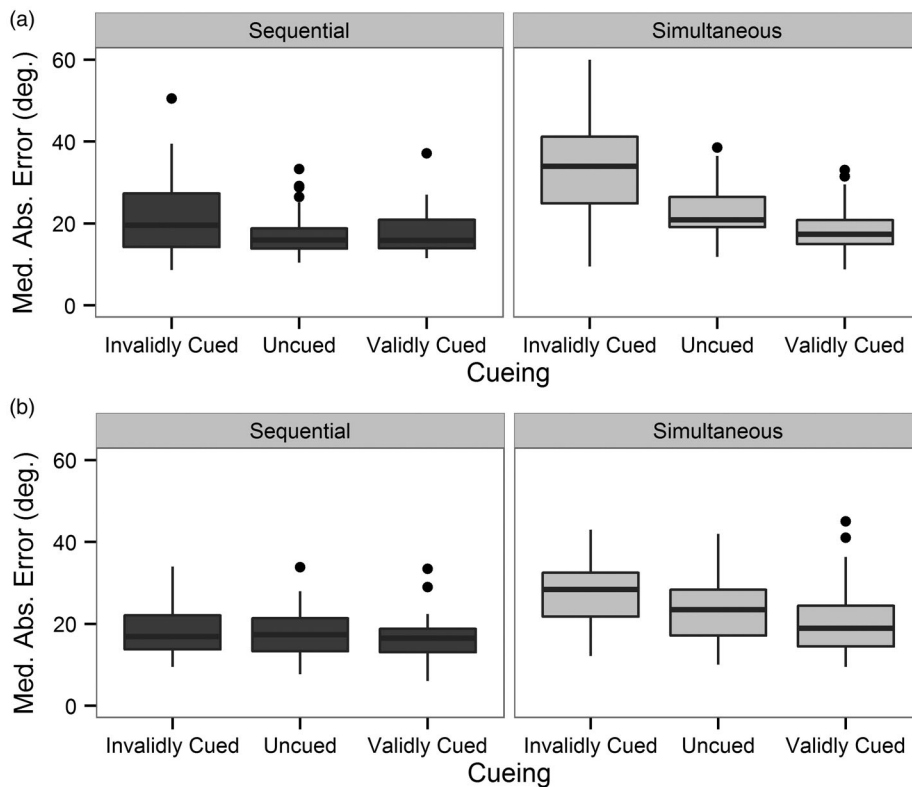 (a)
Sequential Simultaneous
Med. Abs. Error (deg.)
60
40
20
0
Invalidly Cued Uncued Validly Cued Invalidly Cued Uncued Validly Cued
Cueing
(b)
Sequential Simultaneous
Med. Abs. Error (deg.)
60
40
20
0
Invalidly Cued Uncued Validly Cued Invalidly Cued Uncued Validly Cued
Cueing